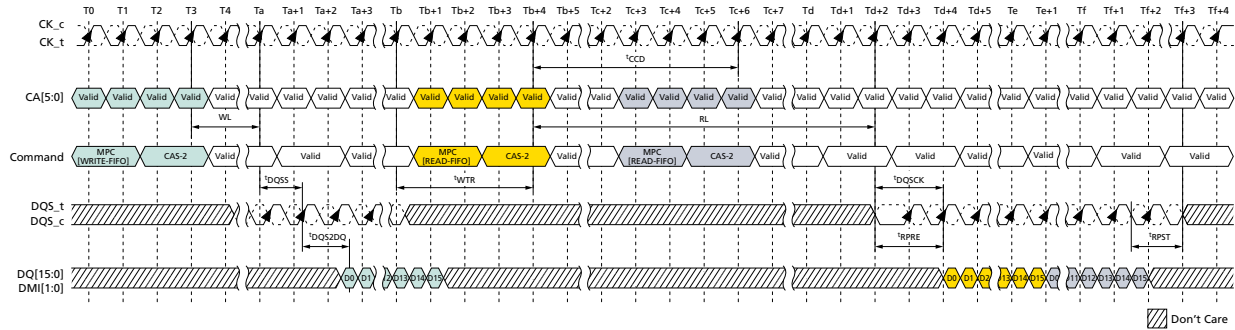 T0 T1 T2 T3 T4 Ta Ta+1 Ta+2 Ta+3 Tb Tb+1 Tb+2 Tb+3 Tb+4 Tb+5 Tc+2 Tc+3 Tc+4 Tc+5 Tc+6 Tc+7 Td Td+1 Td+2 Td+3 Td+4 Td+5 Te Te+1 Tf Tf+1 Tf+2 Tf+3 Tf+4
CK_c
CK_t
tCCD
CA[5:0] Valid Valid Valid Valid Valid Valid Valid Valid Valid Valid Valid Valid Valid Valid Valid Valid Valid Valid Valid Valid Valid Valid Valid Valid Valid Valid Valid Valid Valid Valid Valid Valid Valid Valid
WL RL
Command MPC [WRITE-FIFO] CAS-2 Valid Valid Valid MPC [READ-FIFO] CAS-2 Valid MPC [READ-FIFO] CAS-2 Valid Valid Valid Valid Valid Valid
tDQSS tWTR tDQSCK
DQS_t
DQS_c
tDQS2DQ tRPRE tRPST
DQ[15:0]
DMI[1:0] D0 D1 D13 D14 D15 D0 D1 D2 D14 D15 D0 D12 D13 D14 D15
Don't Care